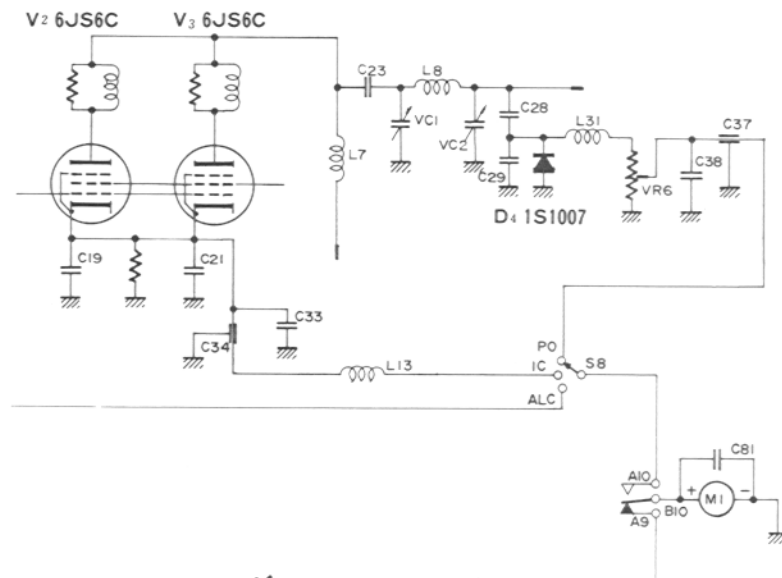 V2 6JS6C
V3 6JS6C
C23
L8
VC1
VC2
C28
L31
C37
L7
C29
C38
VR6
D4 1S1007
C19
C21
C33
C34
PO
S8
L13
IC
ALC
C81
A10
+
M1
-
B10
A9